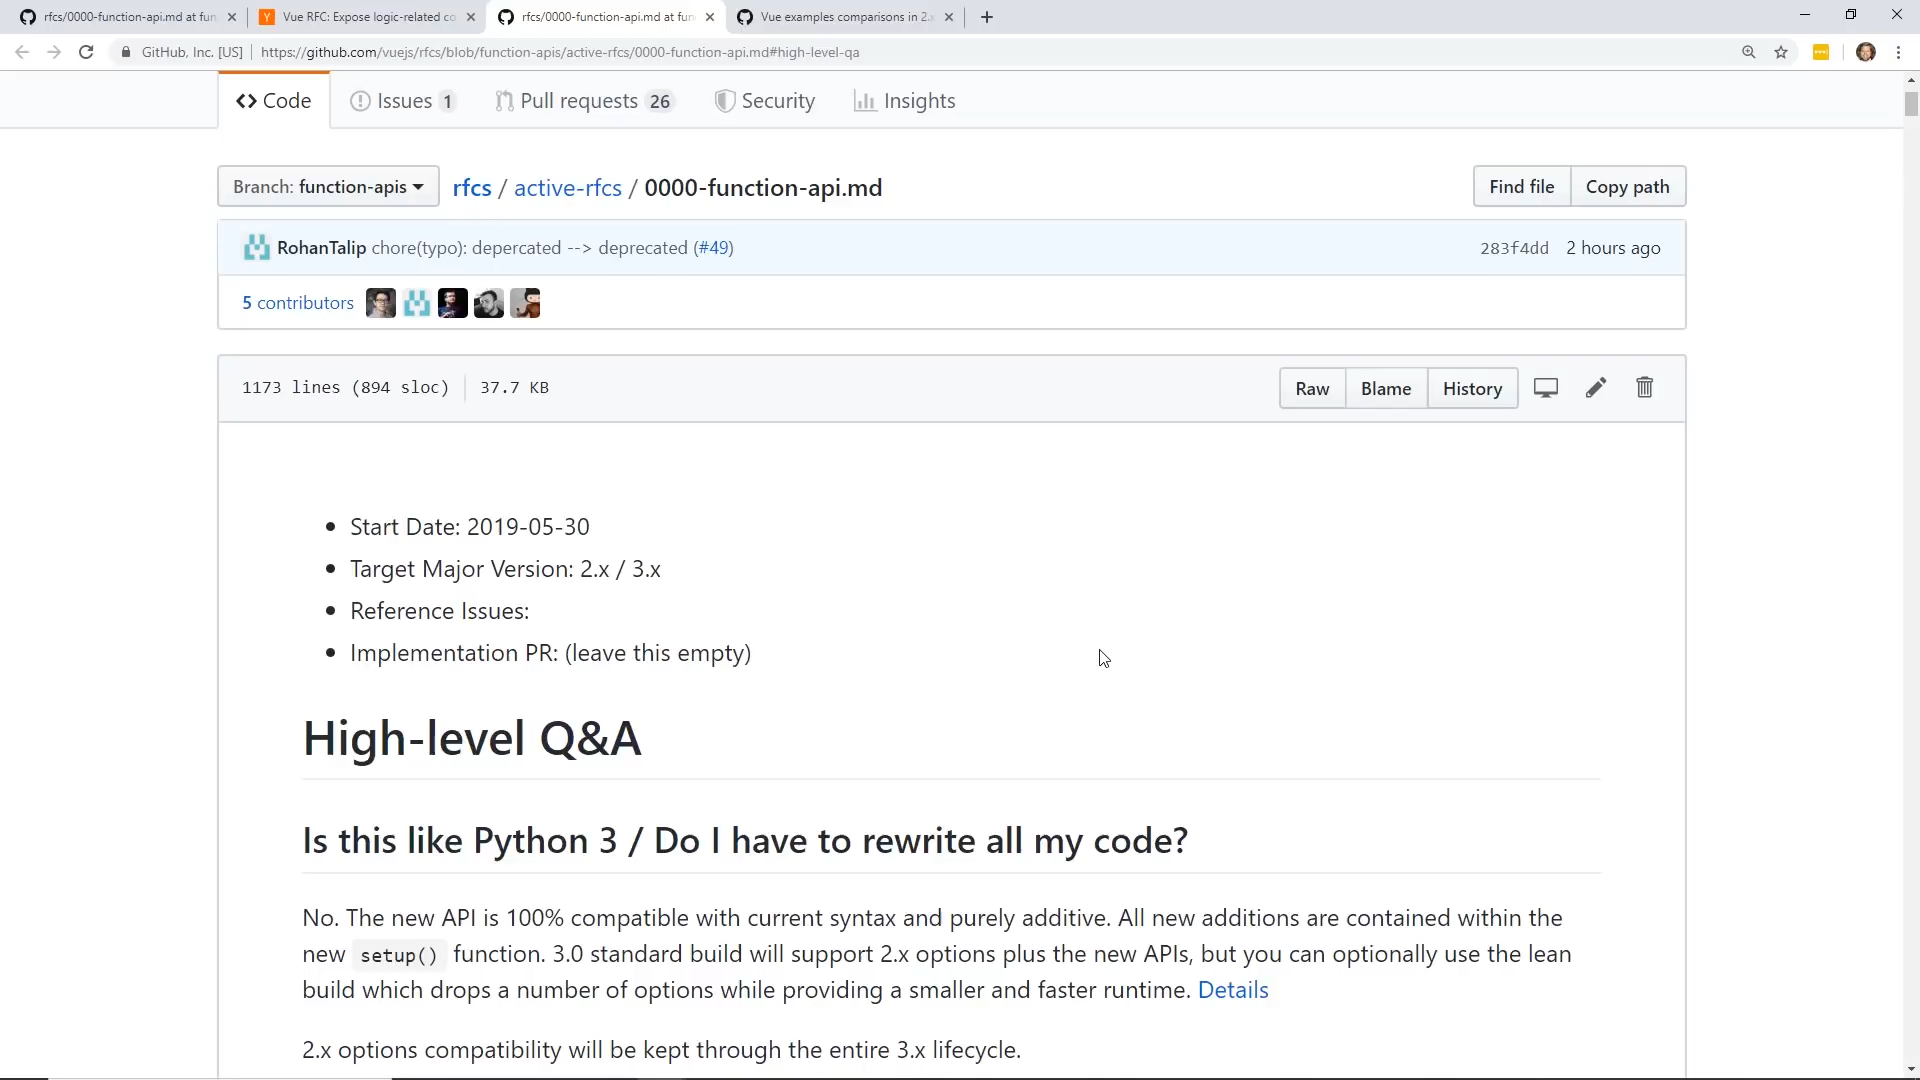 rfcs/0000-function-api.md at fun
Vue RFC: Expose logic-related co
rfcs/0000-function-api.md at fun
Vue examples comparisons in 2.
GitHub, Inc. [US] https://github.com/vuejs/rfcs/blob/function-apis/active-rfcs/0000-function-api.md#high-level-qa
Code
Issues 1
Pull requests 26
Security
Insights
Branch: function-apis
rfcs / active-rfcs / 0000-function-api.md
Find file
Copy path
RohanTalip chore(typo): depercated --> deprecated (#49)
283f4dd 2 hours ago
5 contributors
1173 lines (894 sloc) 37.7 KB
Raw
Blame
History
Start Date: 2019-05-30
Target Major Version: 2.x / 3.x
Reference Issues:
Implementation PR: (leave this empty)
High-level Q&A
Is this like Python 3 / Do I have to rewrite all my code?
No. The new API is 100% compatible with current syntax and purely additive. All new additions are contained within the
new setup() function. 3.0 standard build will support 2.x options plus the new APIs, but you can optionally use the lean
build which drops a number of options while providing a smaller and faster runtime. Details
2.x options compatibility will be kept through the entire 3.x lifecycle.